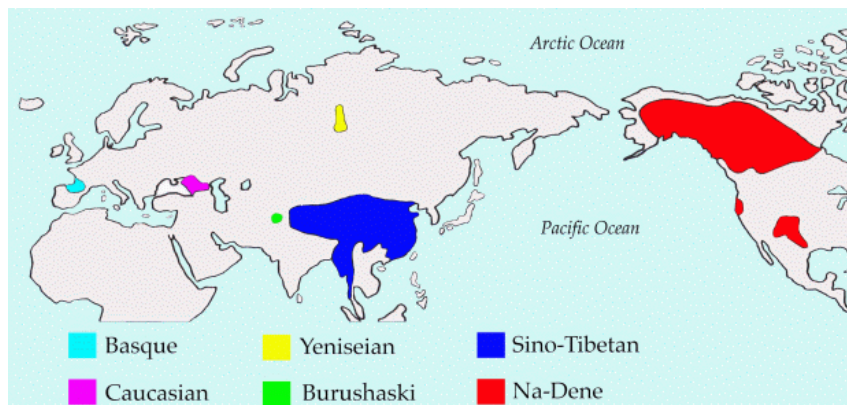 Arctic Ocean
Pacific Ocean
Basque
Yeniseian
Sino-Tibetan
Caucasian
Burushaski
Na-Dene